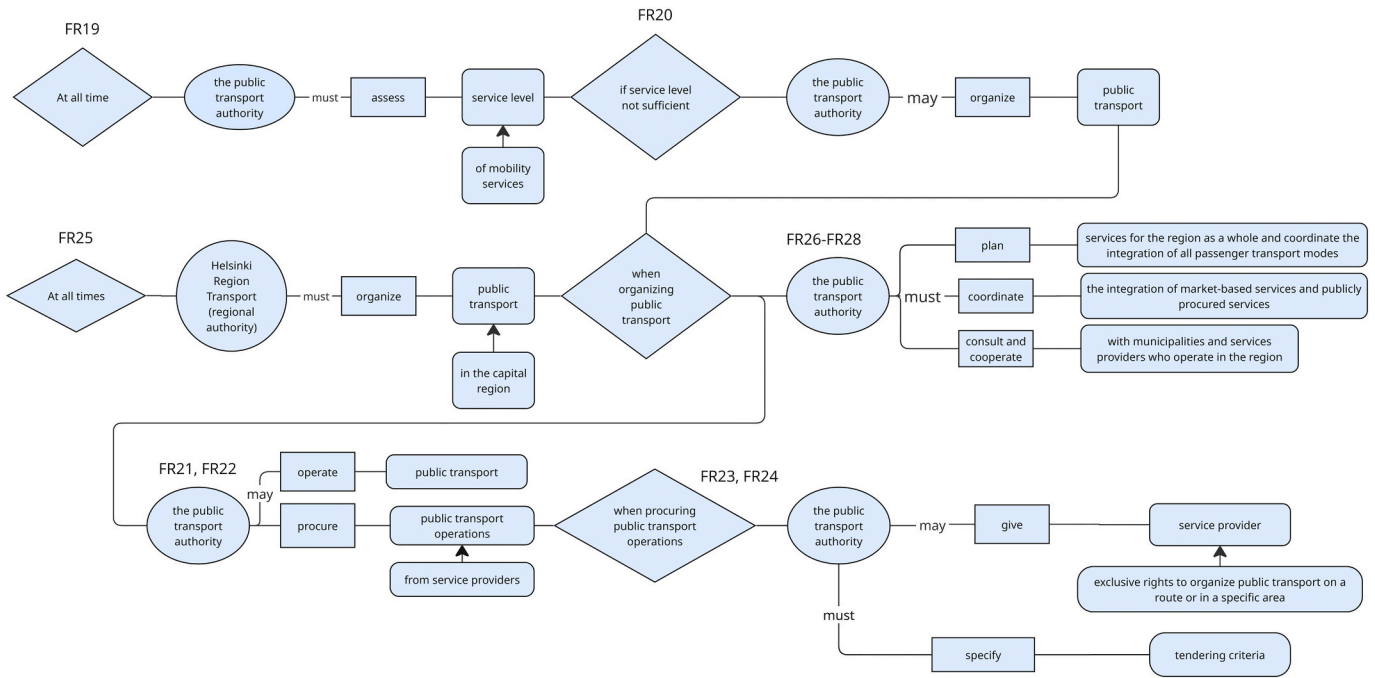 FR19
At all time
the public
transport
authority
must
assess
service level
of mobility
services
FR20
if service level
not sufficient
the public
transport
authority
may
organize
public
transport
FR25
At all times
Helsinki
Region
Transport
(regional
authority)
must
organize
public
transport
in the capital
region
when
organizing
public
transport
FR26-FR28
the public
transport
authority
must
plan
services for the region as a whole and coordinate the
integration of all passenger transport modes
coordinate
the integration of market-based services and publicly
procured services
consult and
cooperate
with municipalities and services
providers who operate in the region
FR21, FR22
the public
transport
authority
may
operate
public transport
procure
public transport
operations
from service providers
when procuring
public transport
operations
FR23, FR24
the public
transport
authority
may
give
service provider
exclusive rights to organize public transport on a
route or in a specific area
must
specify
tendering criteria